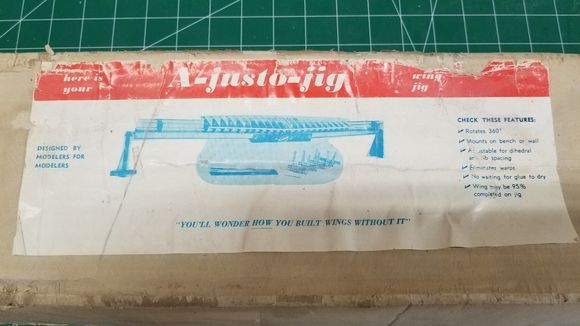 here is
your
A-justo-jig
wing
jig
DESIGNED BY
MODELERS FOR
MODELERS
CHECK THESE FEATURES:
Rotates 360°
Mounts on bench or wall
for dihedral
spacing
Eliminates warps
No waiting for glue to dry
Wing may be 95%
completed on jig
"YOU'LL WONDER HOW YOU BUILT WINGS WITHOUT IT"